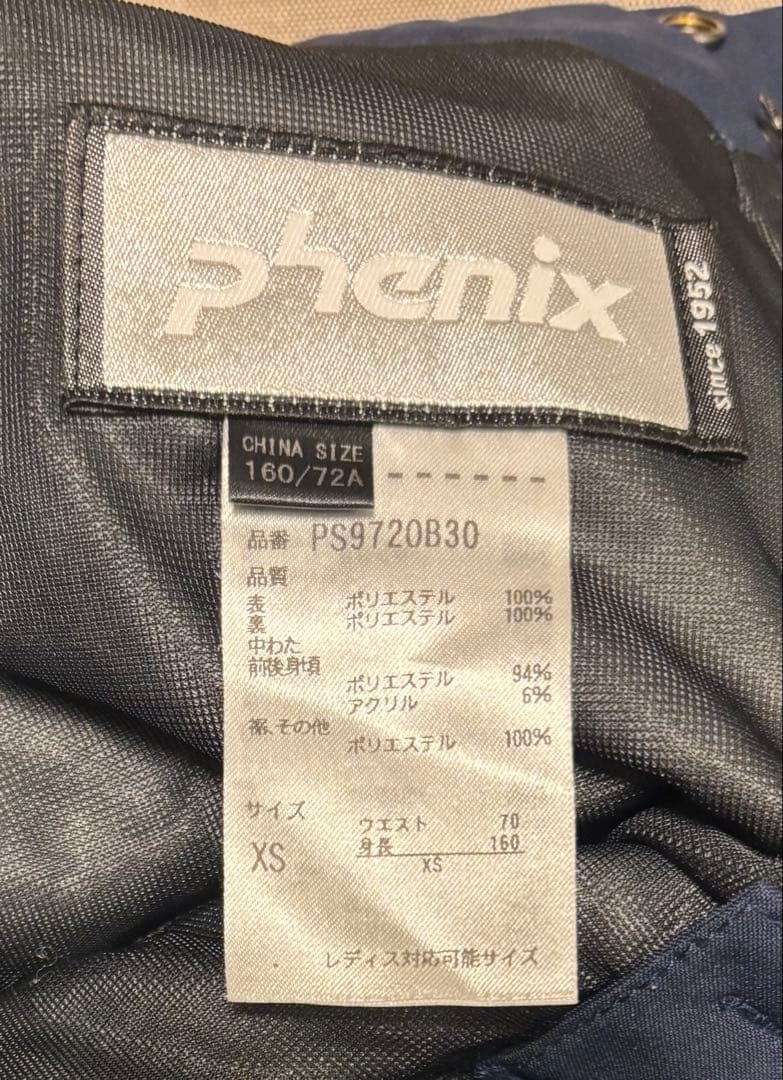 phenix
since 1952
CHINA SIZE
160/72A
------
品番 PS9720B30
品質
表 ポリエステル 100%
裏 ポリエステル 100%
中わた
前後身頃
ポリエステル 94%
アクリル 6%
裾、その他
ポリエステル 100%
サイズ
ウエスト 70
XS 身長 160
XS
レディス対応可能サイズ